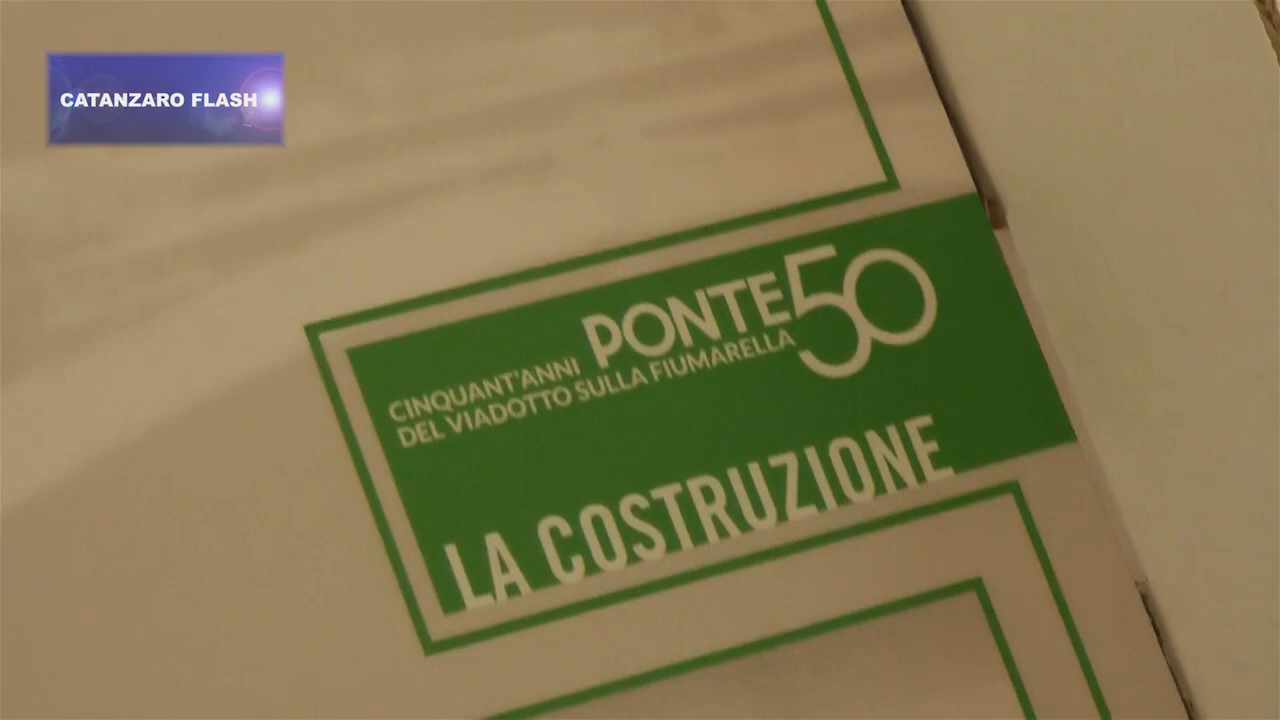 CATANZARO FLASH
PONTE50
CINQUANT'ANNI
DEL VIADOTTO SULLA FIUMARELLA
LA COSTRUZIONE